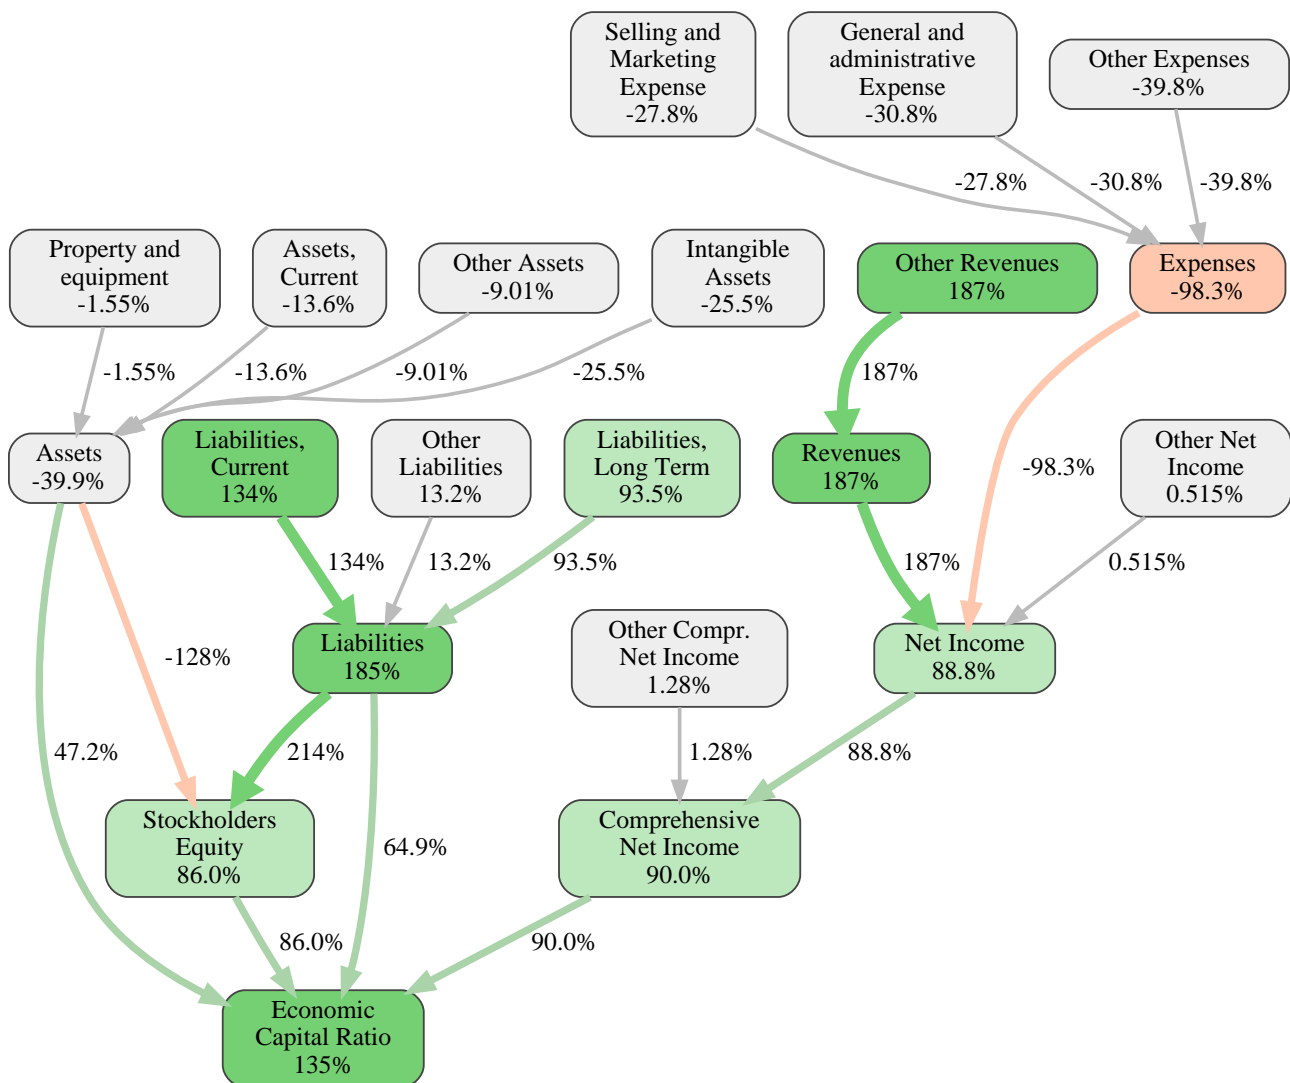 Selling and
Marketing
Expense
-27.8%
General and
administrative
Expense
-30.8%
Other Expenses
-39.8%
-27.8%
-30.8%
-39.8%
Property and
equipment
-1.55%
Assets,
Current
-13.6%
Other Assets
-9.01%
Intangible
Assets
-25.5%
Other Revenues
187%
Expenses
-98.3%
-1.55%
-13.6%
-9.01%
-25.5%
187%
Assets
-39.9%
Liabilities,
Current
134%
Other
Liabilities
13.2%
Liabilities,
Long Term
93.5%
Revenues
187%
-98.3%
Other Net
Income
0.515%
134%
13.2%
93.5%
187%
0.515%
-128%
Liabilities
185%
Other Compr.
Net Income
1.28%
Net Income
88.8%
47.2%
214%
1.28%
88.8%
Stockholders
Equity
86.0%
64.9%
Comprehensive
Net Income
90.0%
86.0%
90.0%
Economic
Capital Ratio
135%